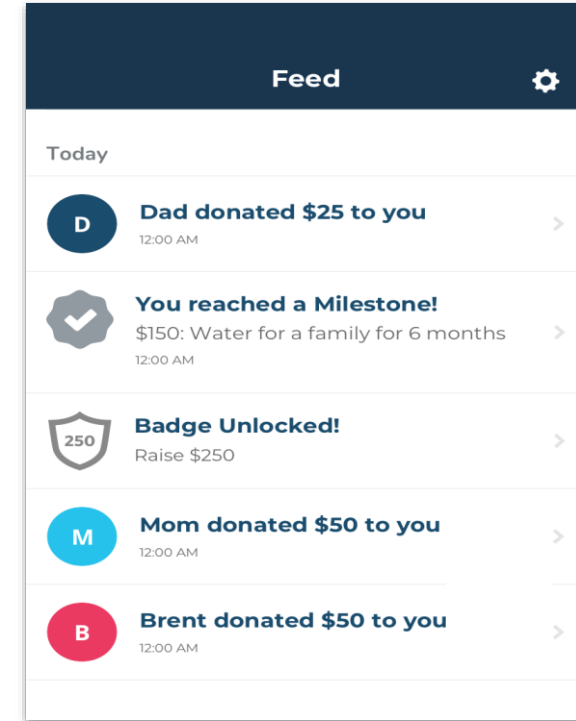 Feed
Today
D
Dad donated $25 to you
12:00 AM
You reached a Milestone!
$150: Water for a family for 6 months
12:00 AM
250
Badge Unlocked!
Raise $250
M
Mom donated $50 to you
12:00 AM
B
Brent donated $50 to you
12:00 AM